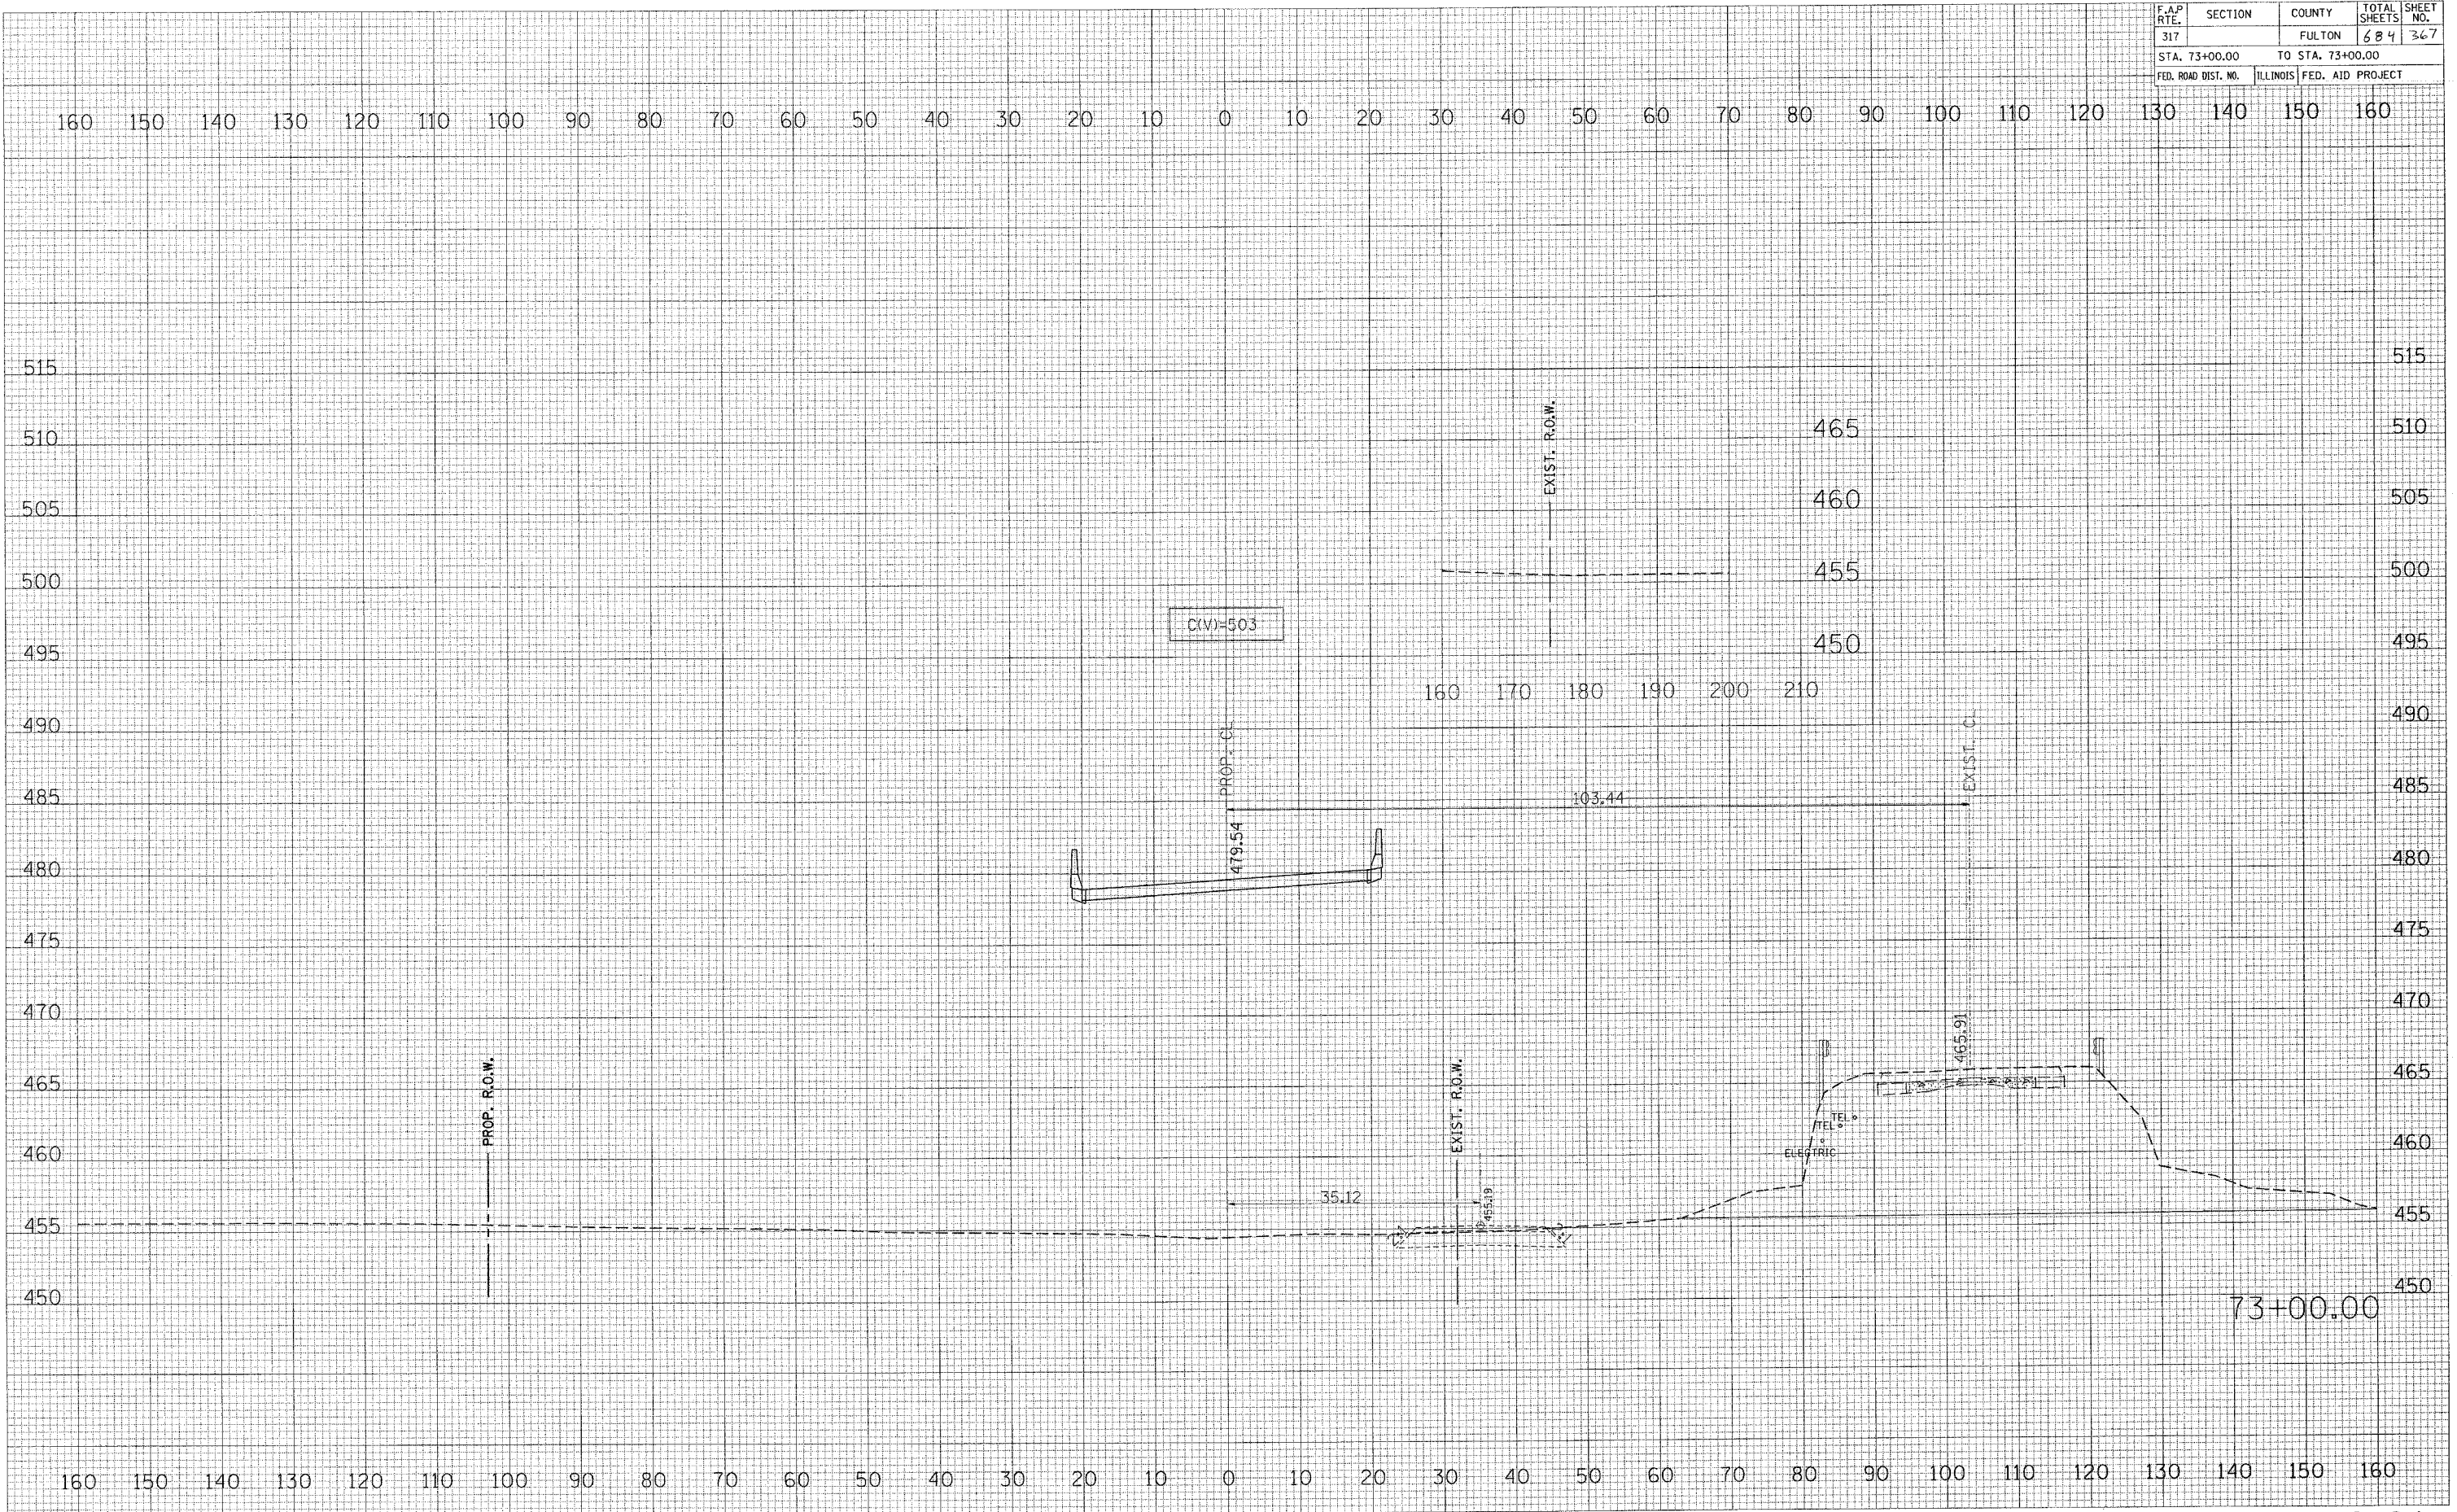 F.A.P RTE. SECTION COUNTY TOTAL SHEETS SHEET NO.
317 FULTON 684 367
STA. 73+00.00 TO STA. 73+00.00
FED. ROAD DIST. NO. ILLINOIS FED. AID PROJECT
160 150 140 130 120 110 100 90 80 70 60 50 40 30 20 10 0 10 20 30 40 50 60 70 80 90 100 110 120 130 140 150 160
515 515
EXIST. R.O.W.
465
510 510
460
505 505
455
500 500
C(V)=503
450
495 495
160 170 180 190 200 210
490 490
PROP. CL
EXIST. C
485 485
103.44
479.54
480 480
475 475
470 470
465.91
465 465
PROP. R.O.W.
EXIST. R.O.W.
TEL
TEL
ELECTRIC
460 460
35.12
455.19
455 455
450 450
73+00.00
160 150 140 130 120 110 100 90 80 70 60 50 40 30 20 10 0 10 20 30 40 50 60 70 80 90 100 110 120 130 140 150 160